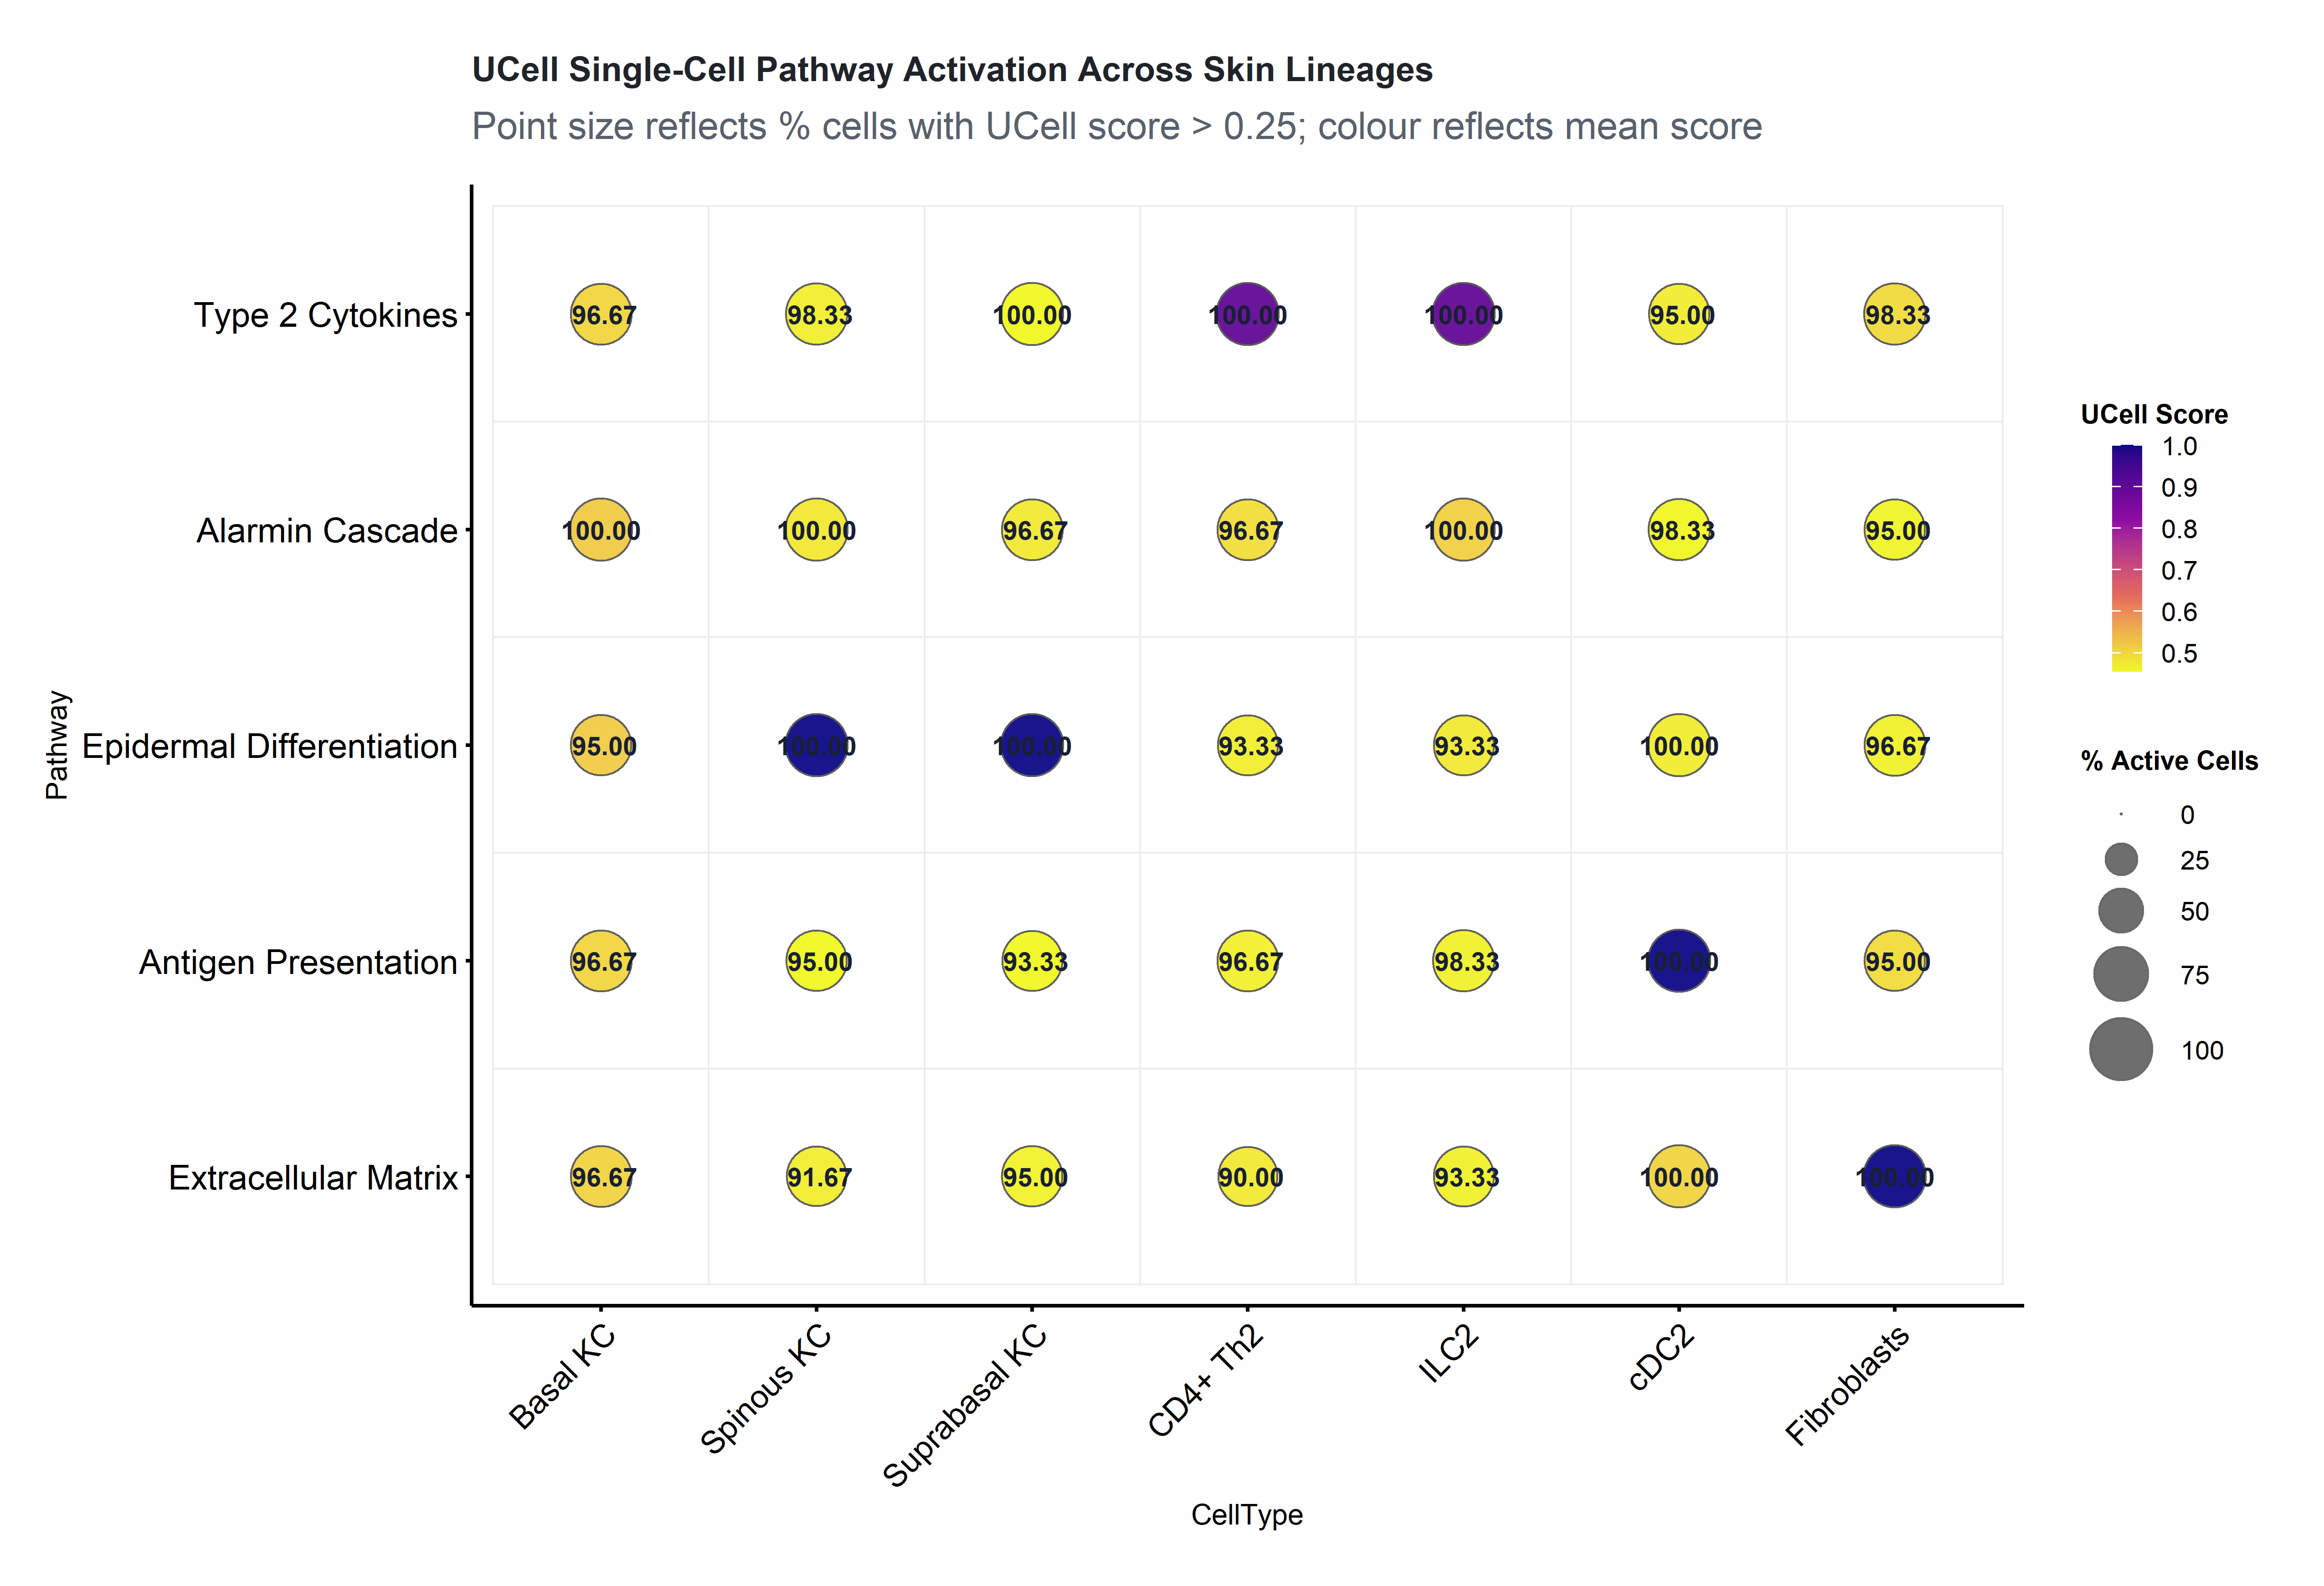 UCell Single-Cell Pathway Activation Across Skin Lineages
Point size reflects % cells with UCell score > 0.25; colour reflects mean score
Pathway
Type 2 Cytokines
96.67 98.33 100.00 100.00 100.00 95.00 98.33
Alarmin Cascade
100.00 100.00 96.67 96.67 100.00 98.33 95.00
Epidermal Differentiation
95.00 100.00 100.00 93.33 93.33 100.00 96.67
Antigen Presentation
96.67 95.00 93.33 96.67 98.33 100.00 95.00
Extracellular Matrix
96.67 91.67 95.00 90.00 93.33 100.00 100.00
Basal KC
Spinous KC
Suprabasal KC
CD4+ Th2
ILC2
cDC2
Fibroblasts
CellType
UCell Score
1.0
0.9
0.8
0.7
0.6
0.5
% Active Cells
0
25
50
75
100